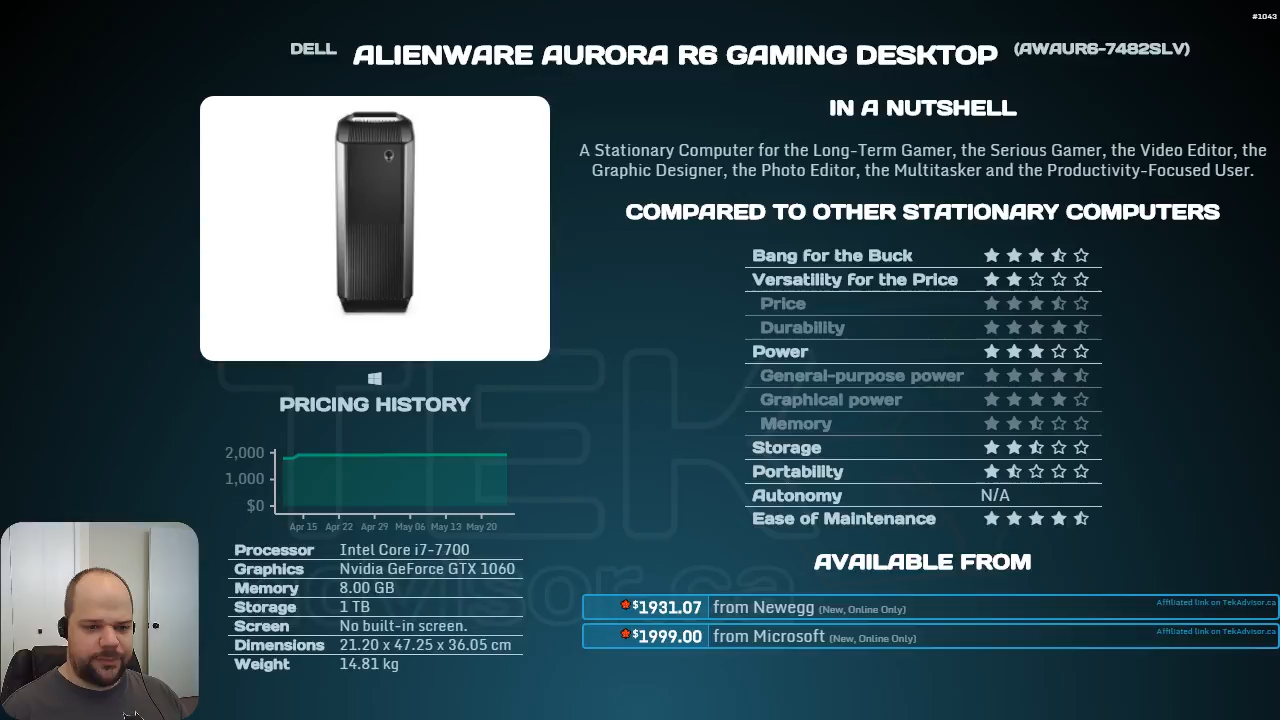 #1043
DELL ALIENWARE AURORA R6 GAMING DESKTOP (AWAUR6-7482SLV)
IN A NUTSHELL
A Stationary Computer for the Long-Term Gamer, the Serious Gamer, the Video Editor, the
Graphic Designer, the Photo Editor, the Multitasker and the Productivity-Focused User.
COMPARED TO OTHER STATIONARY COMPUTERS
Bang for the Buck
Versatility for the Price
Price
Durability
Power
General-purpose power
Graphical power
Memory
Storage
Portability
Autonomy N/A
Ease of Maintenance
PRICING HISTORY
2,000
1,000
$0
Apr 15 Apr 22 Apr 29 May 06 May 13 May 20
Processor Intel Core i7-7700
Graphics Nvidia GeForce GTX 1060
Memory 8.00 GB
Storage 1 TB
Screen No built-in screen.
Dimensions 21.20 x 47.25 x 36.05 cm
Weight 14.81 kg
AVAILABLE FROM
$1931.07 from Newegg (New, Online Only) Affiliated link on TekAdvisor.ca
$1999.00 from Microsoft (New, Online Only) Affiliated link on TekAdvisor.ca